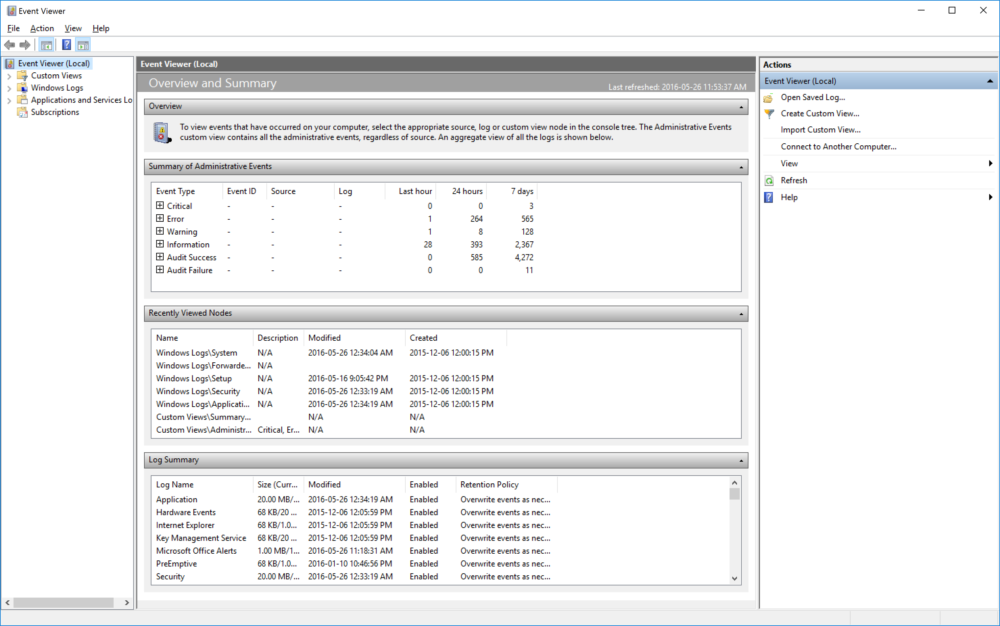 Event Viewer
File Action View Help
Event Viewer (Local)
Custom Views
Windows Logs
Applications and Services Lo
Subscriptions
Event Viewer (Local)
Overview and Summary Last refreshed: 2016-05-26 11:53:37 AM
Overview
To view events that have occurred on your computer, select the appropriate source, log or custom view node in the console tree. The Administrative Events
custom view contains all the administrative events, regardless of source. An aggregate view of all the logs is shown below.
Summary of Administrative Events
Event Type Event ID Source Log Last hour 24 hours 7 days
Critical - - - 0 0 3
Error - - - 1 264 565
Warning - - - 1 8 128
Information - - - 28 393 2,367
Audit Success - - - 0 585 4,272
Audit Failure - - - 0 0 11
Recently Viewed Nodes
Name Description Modified Created
Windows Logs\System N/A 2016-05-26 12:34:04 AM 2015-12-06 12:00:15 PM
Windows Logs\Forwarde... N/A
Windows Logs\Setup N/A 2016-05-16 9:05:42 PM 2015-12-06 12:00:15 PM
Windows Logs\Security N/A 2016-05-26 12:33:19 AM 2015-12-06 12:00:15 PM
Windows Logs\Applicati... N/A 2016-05-26 12:34:19 AM 2015-12-06 12:00:15 PM
Custom Views\Summary... N/A N/A
Custom Views\Administr... Critical, Er... N/A N/A
Log Summary
Log Name Size (Curr... Modified Enabled Retention Policy
Application 20.00 MB/... 2016-05-26 12:34:19 AM Enabled Overwrite events as nec...
Hardware Events 68 KB/20 ... 2015-12-06 12:05:59 PM Enabled Overwrite events as nec...
Internet Explorer 68 KB/1.0... 2015-12-06 12:05:59 PM Enabled Overwrite events as nec...
Key Management Service 68 KB/20 ... 2015-12-06 12:05:59 PM Enabled Overwrite events as nec...
Microsoft Office Alerts 1.00 MB/1... 2016-05-26 11:18:31 AM Enabled Overwrite events as nec...
PreEmptive 68 KB/1.0... 2016-01-10 10:46:56 PM Enabled Overwrite events as nec...
Security 20.00 MB/... 2016-05-26 12:33:19 AM Enabled Overwrite events as nec...
Actions
Event Viewer (Local)
Open Saved Log...
Create Custom View...
Import Custom View...
Connect to Another Computer...
View
Refresh
Help